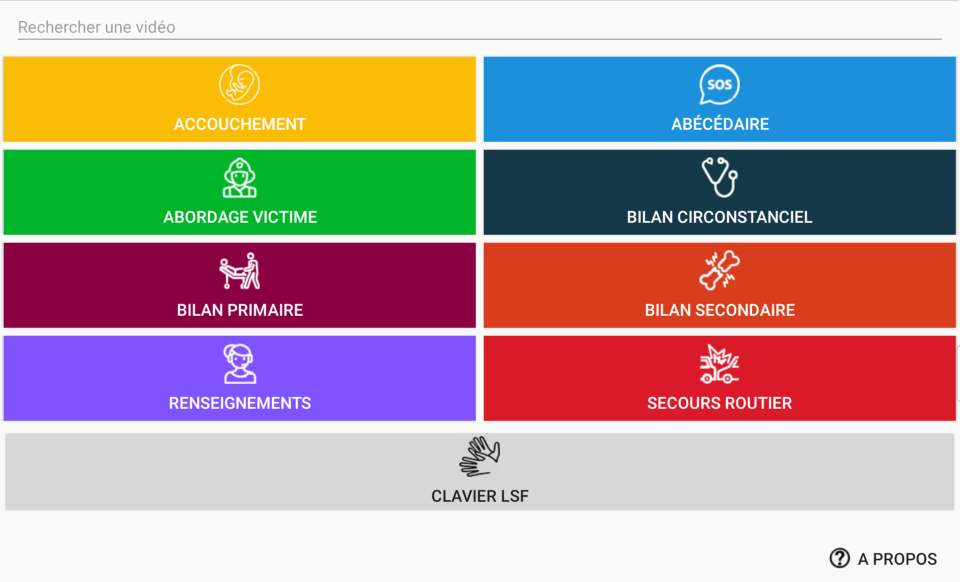 Rechercher une vidéo
ACCOUCHEMENT
SOS
ABÉCÉDAIRE
ABORDAGE VICTIME
BILAN CIRCONSTANCIEL
BILAN PRIMAIRE
BILAN SECONDAIRE
RENSEIGNEMENTS
SECOURS ROUTIER
CLAVIER LSF
? A PROPOS